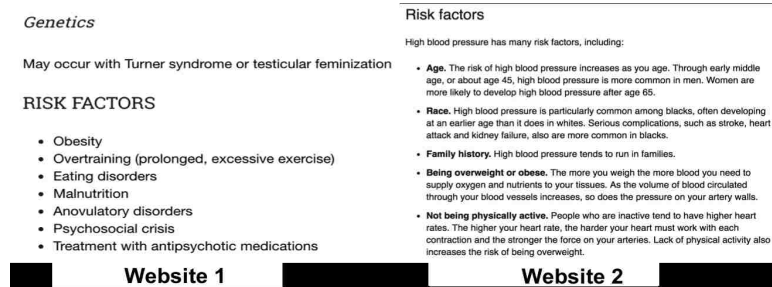 Genetics
May occur with Turner syndrome or testicular feminization
RISK FACTORS
• Obesity
• Overtraining (prolonged, excessive exercise)
• Eating disorders
• Malnutrition
• Anovulatory disorders
• Psychosocial crisis
• Treatment with antipsychotic medications
Website 1
Risk factors
High blood pressure has many risk factors, including:
• Age. The risk of high blood pressure increases as you age. Through early middle
age, or about age 45, high blood pressure is more common in men. Women are
more likely to develop high blood pressure after age 65.
• Race. High blood pressure is particularly common among blacks, often developing
at an earlier age than it does in whites. Serious complications, such as stroke, heart
attack and kidney failure, also are more common in blacks.
• Family history. High blood pressure tends to run in families.
• Being overweight or obese. The more you weigh the more blood you need to
supply oxygen and nutrients to your tissues. As the volume of blood circulated
through your blood vessels increases, so does the pressure on your artery walls.
• Not being physically active. People who are inactive tend to have higher heart
rates. The higher your heart rate, the harder your heart must work with each
contraction and the stronger the force on your arteries. Lack of physical activity also
increases the risk of being overweight.
Website 2